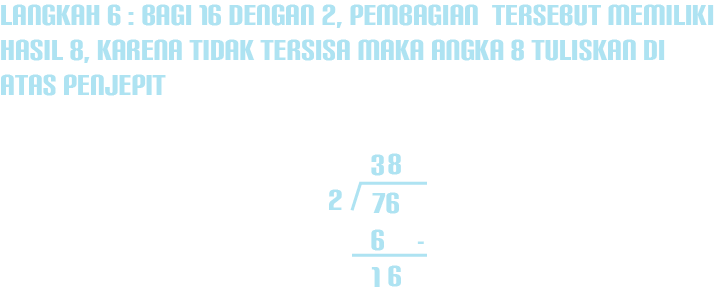 LANGKAH 6 : BAGI 16 DENGAN 2, PEMBAGIAN TERSEBUT MEMILIKI
HASIL 8, KARENA TIDAK TERSISA MAKA ANGKA 8 TULISKAN DI
ATAS PENJEPIT
38
2 / 76
6 -
16